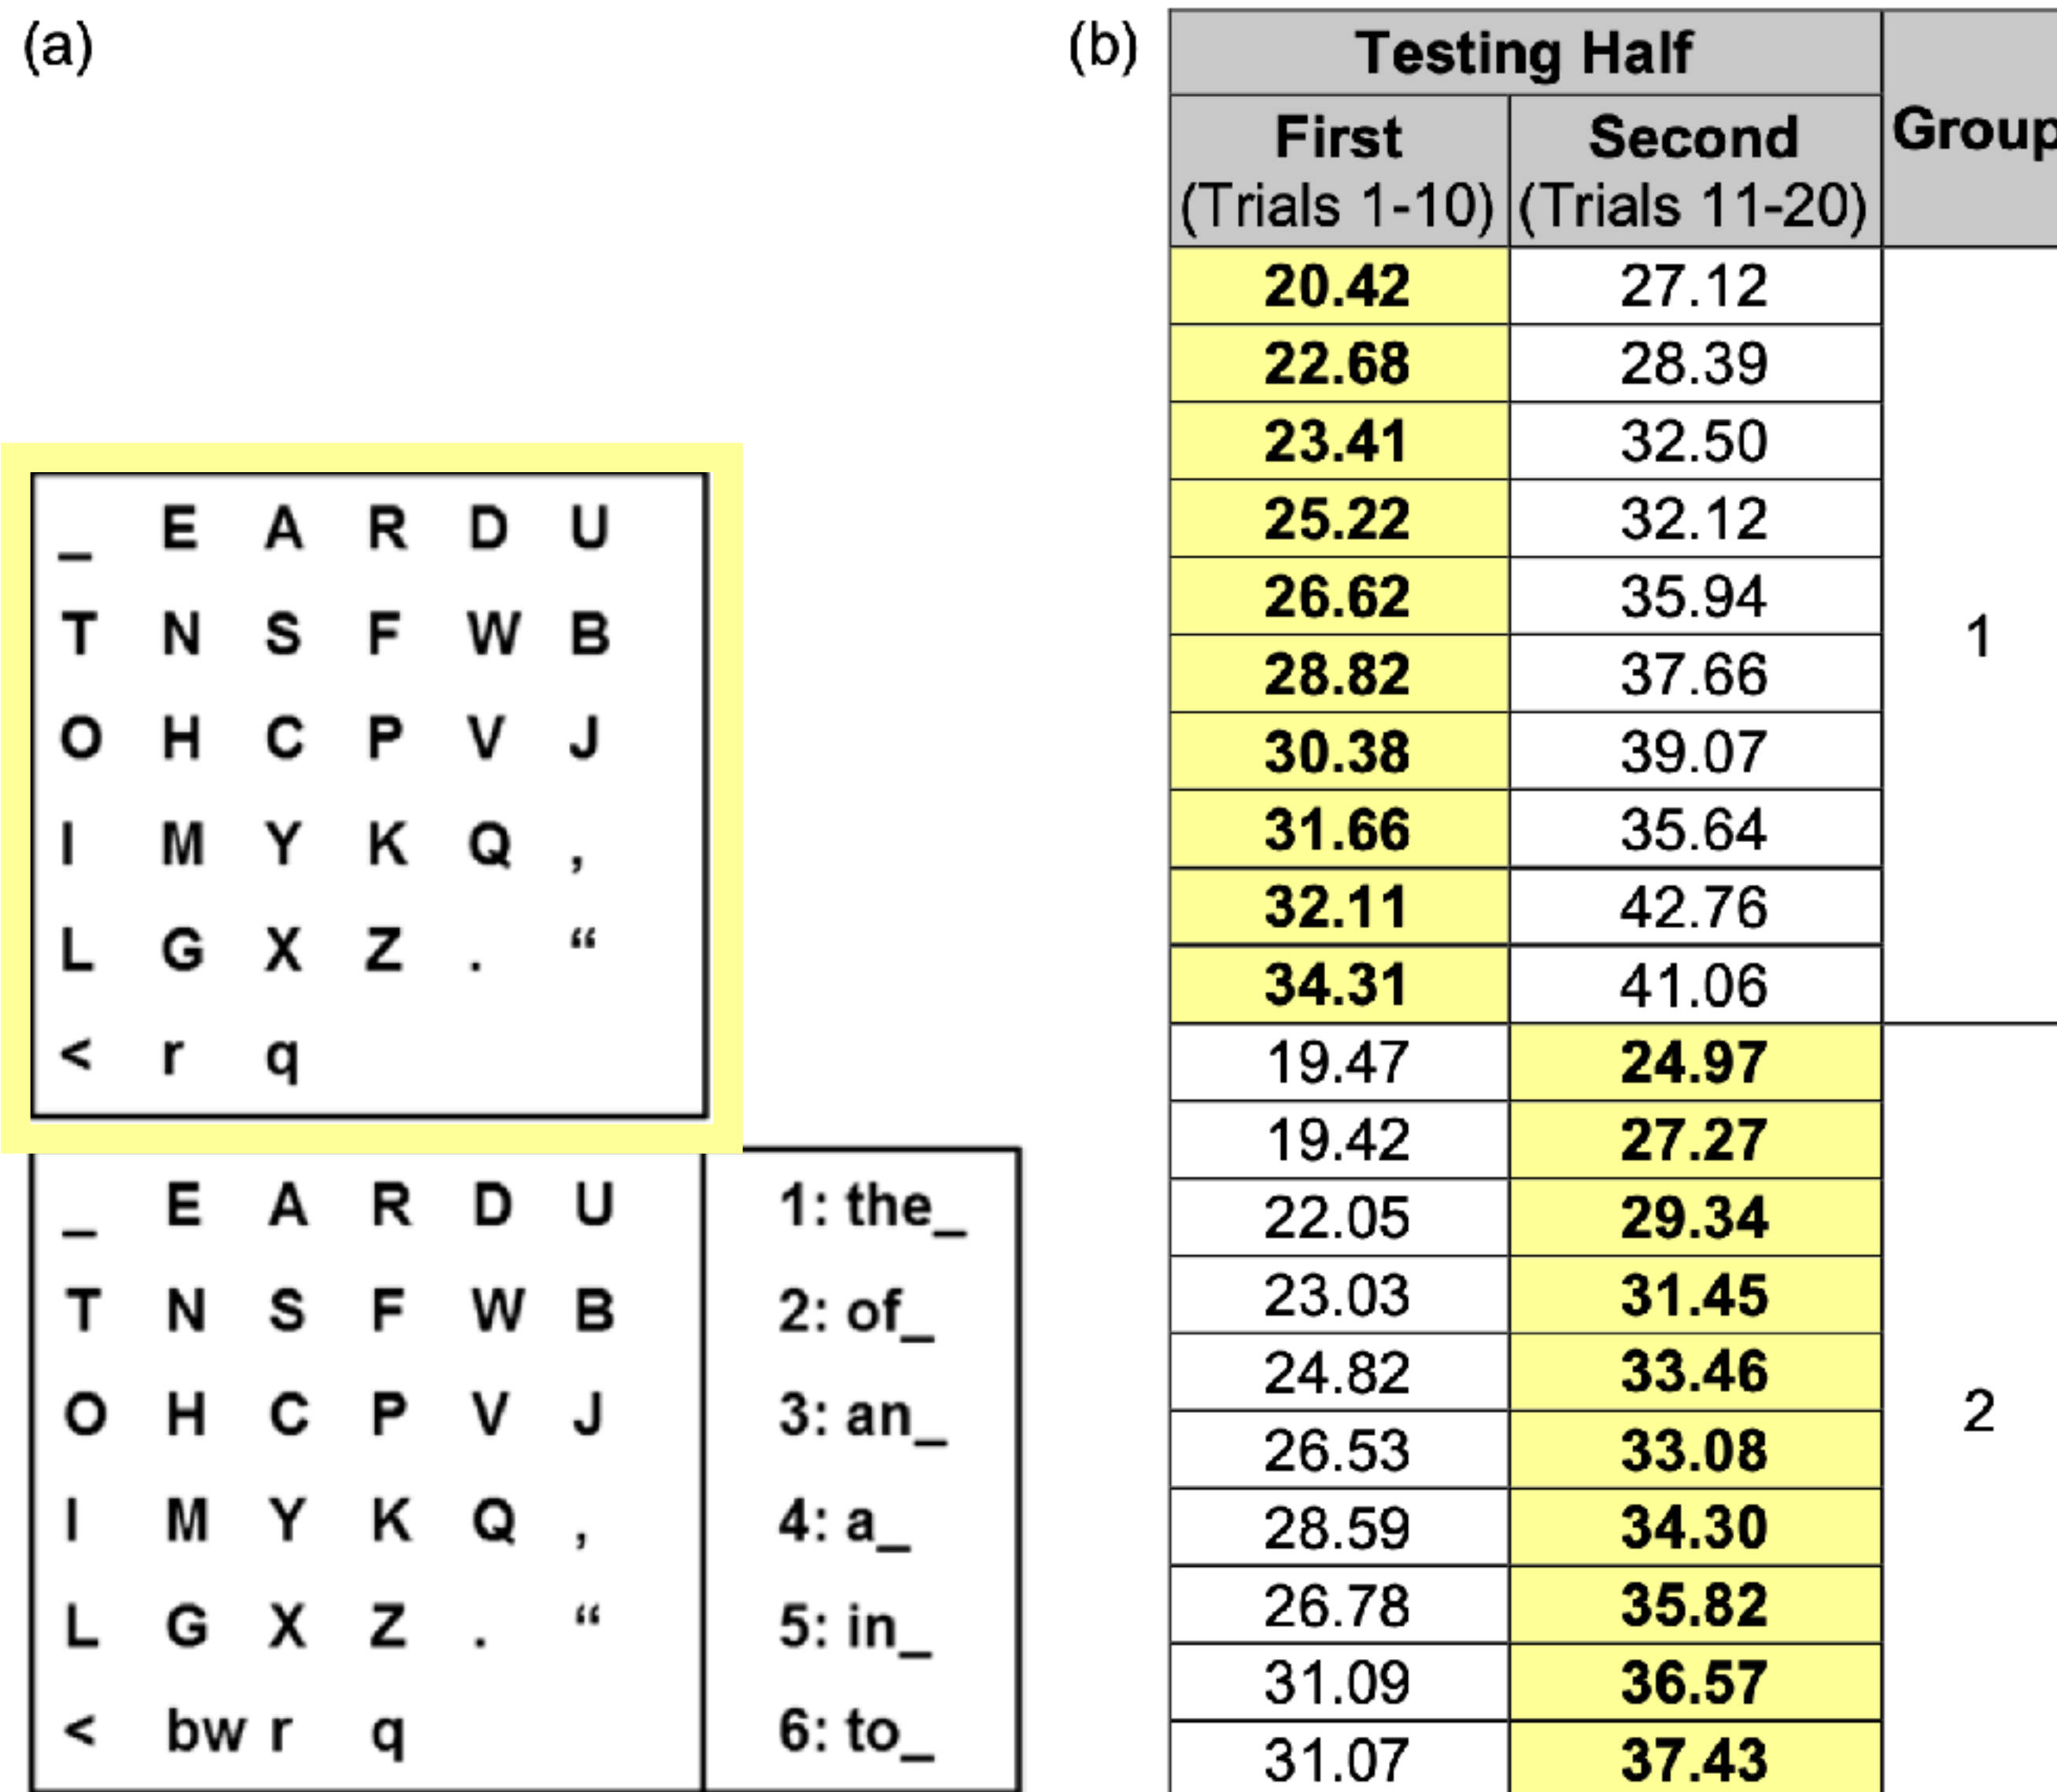 (a)
_ E A R D U
T N S F W B
O H C P V J
I M Y K Q ,
L G X Z . “
< r q
_ E A R D U 1: the_
T N S F W B 2: of_
O H C P V J 3: an_
I M Y K Q , 4: a_
L G X Z . “ 5: in_
< bw r q 6: to_
(b)
Testing Half Group
First Second
(Trials 1-10) (Trials 11-20)
20.42 27.12
22.68 28.39
23.41 32.50
25.22 32.12
26.62 35.94
1
28.82 37.66
30.38 39.07
31.66 35.64
32.11 42.76
34.31 41.06
19.47 24.97
19.42 27.27
22.05 29.34
23.03 31.45
24.82 33.46
2
26.53 33.08
28.59 34.30
26.78 35.82
31.09 36.57
31.07 37.43